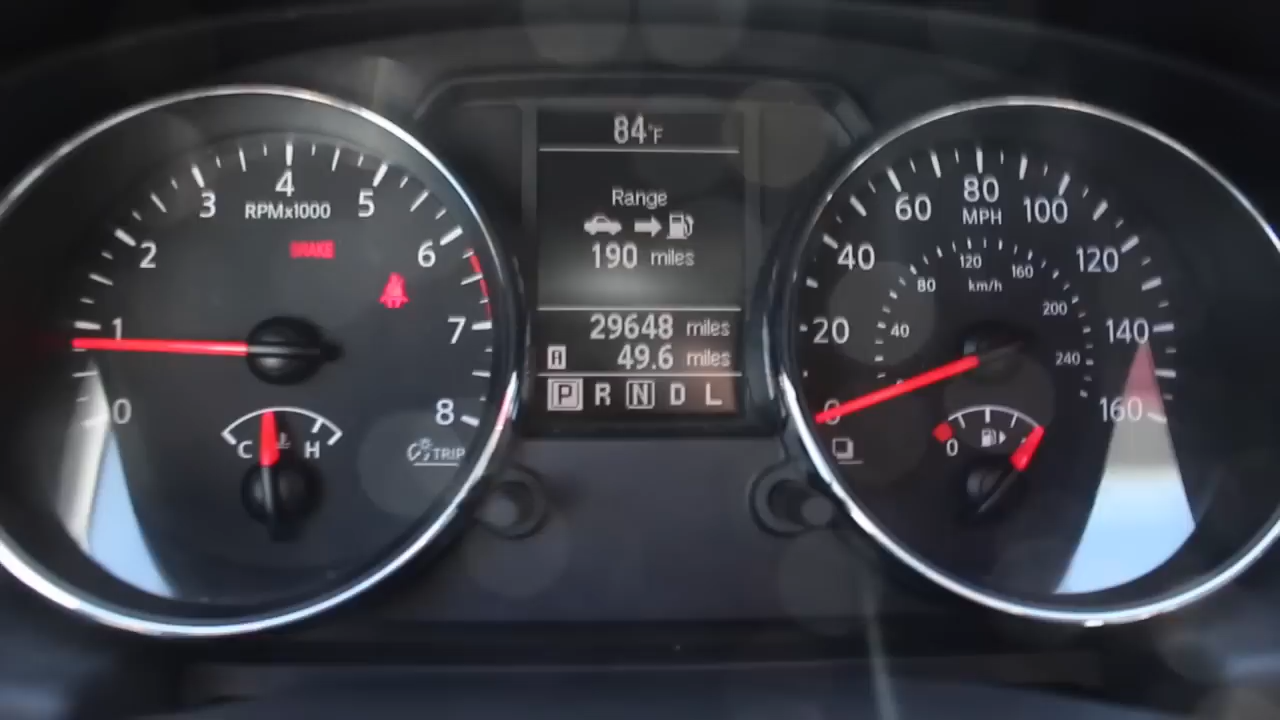 84°F
Range
190 miles
29648 miles
A 49.6 miles
P R N D L
0
1
2
3
4
5
6
7
8
RPMx1000
BRAKE
C H
TRIP
0
20
40
60
80
100
120
140
160
MPH
40
80
120
160
200
240
km/h
0